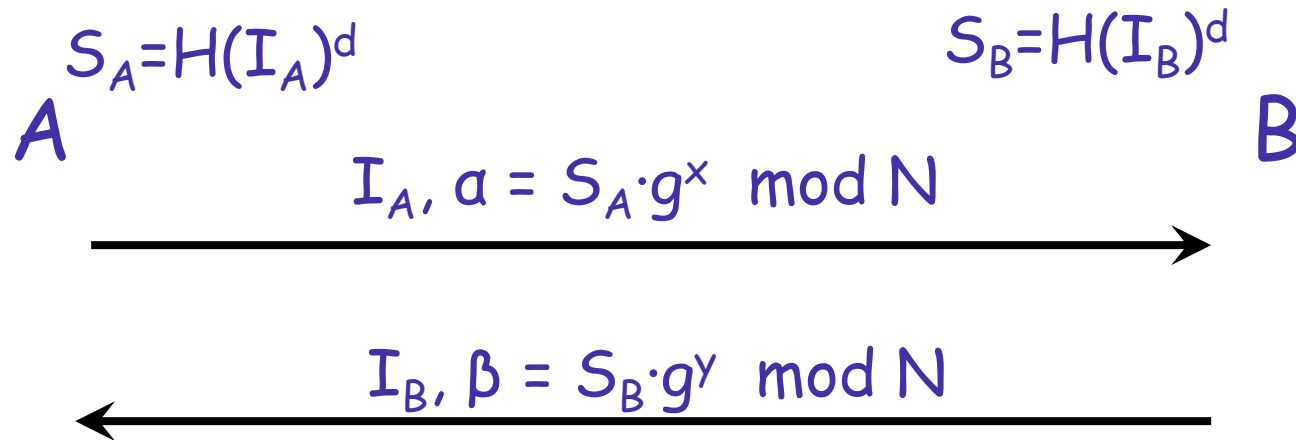 S_A=H(I_A)^d
S_B=H(I_B)^d
A
B
I_A, α = S_A·g^x mod N
I_B, β = S_B·g^y mod N